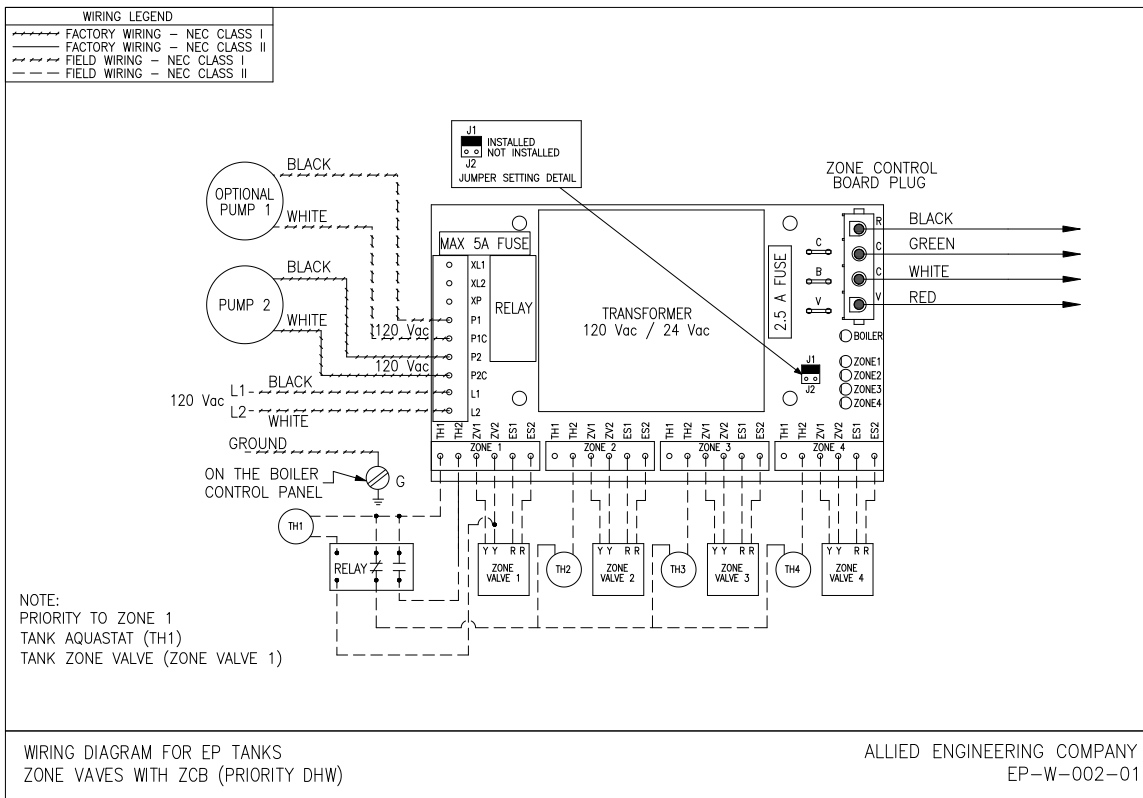 WIRING LEGEND
FACTORY WIRING - NEC CLASS I
FACTORY WIRING - NEC CLASS II
FIELD WIRING - NEC CLASS I
FIELD WIRING - NEC CLASS II
J1
INSTALLED
NOT INSTALLED
J2
JUMPER SETTING DETAIL
OPTIONAL
PUMP 1
BLACK
WHITE
PUMP 2
BLACK
WHITE
120 Vac
120 Vac
120 Vac
L1
BLACK
L2
WHITE
GROUND
ON THE BOILER
CONTROL PANEL
G
MAX 5A FUSE
XL1
XL2
XP
P1
P1C
P2
P2C
L1
L2
RELAY
TRANSFORMER
120 Vac / 24 Vac
2.5 A FUSE
C
B
V
ZONE CONTROL
BOARD PLUG
R BLACK
C GREEN
C WHITE
V RED
BOILER
ZONE1
ZONE2
ZONE3
ZONE4
J1
J2
TH1 TH2 ZV1 ZV2 ES1 ES2
ZONE 1
TH1 TH2 ZV1 ZV2 ES1 ES2
ZONE 2
TH1 TH2 ZV1 ZV2 ES1 ES2
ZONE 3
TH1 TH2 ZV1 ZV2 ES1 ES2
ZONE 4
TH1
RELAY
Y Y R R
ZONE
VALVE 1
TH2
Y Y R R
ZONE
VALVE 2
TH3
Y Y R R
ZONE
VALVE 3
TH4
Y Y R R
ZONE
VALVE 4
NOTE:
PRIORITY TO ZONE 1
TANK AQUASTAT (TH1)
TANK ZONE VALVE (ZONE VALVE 1)
WIRING DIAGRAM FOR EP TANKS
ZONE VAVES WITH ZCB (PRIORITY DHW)
ALLIED ENGINEERING COMPANY
EP-W-002-01